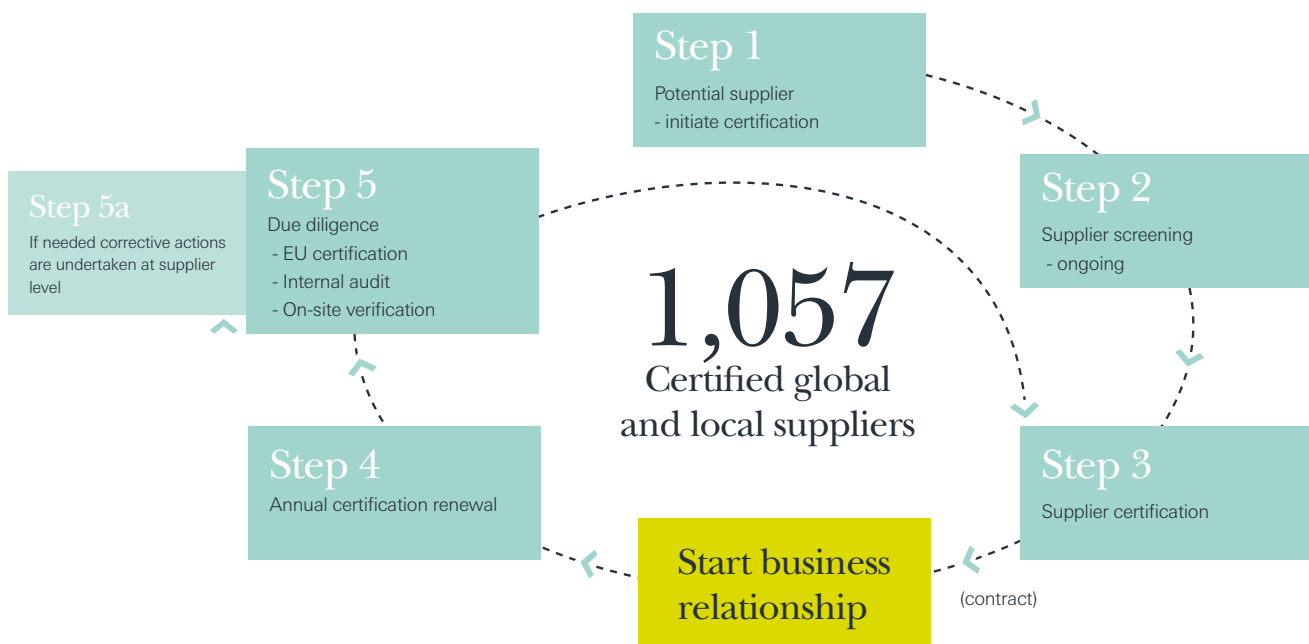 Step 1
Potential supplier
- initiate certification
Step 2
Supplier screening
- ongoing
Step 3
Supplier certification
(contract)
Start business
relationship
Step 4
Annual certification renewal
Step 5
Due diligence
- EU certification
- Internal audit
- On-site verification
Step 5a
If needed corrective actions
are undertaken at supplier
level
1,057
Certified global
and local suppliers